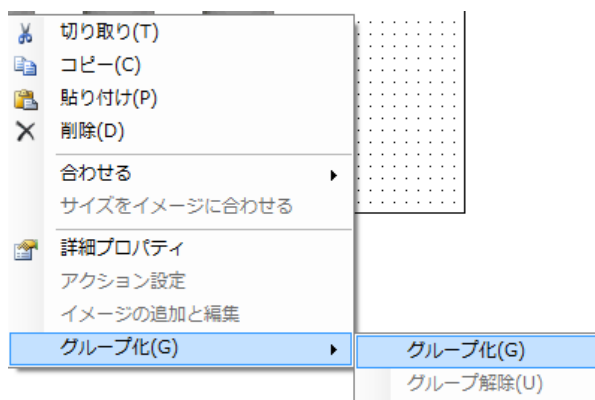 切り取り(T)
コピー(C)
貼り付け(P)
削除(D)
合わせる
サイズをイメージに合わせる
詳細プロパティ
アクション設定
イメージの追加と編集
グループ化(G)
グループ化(G)
グループ解除(U)